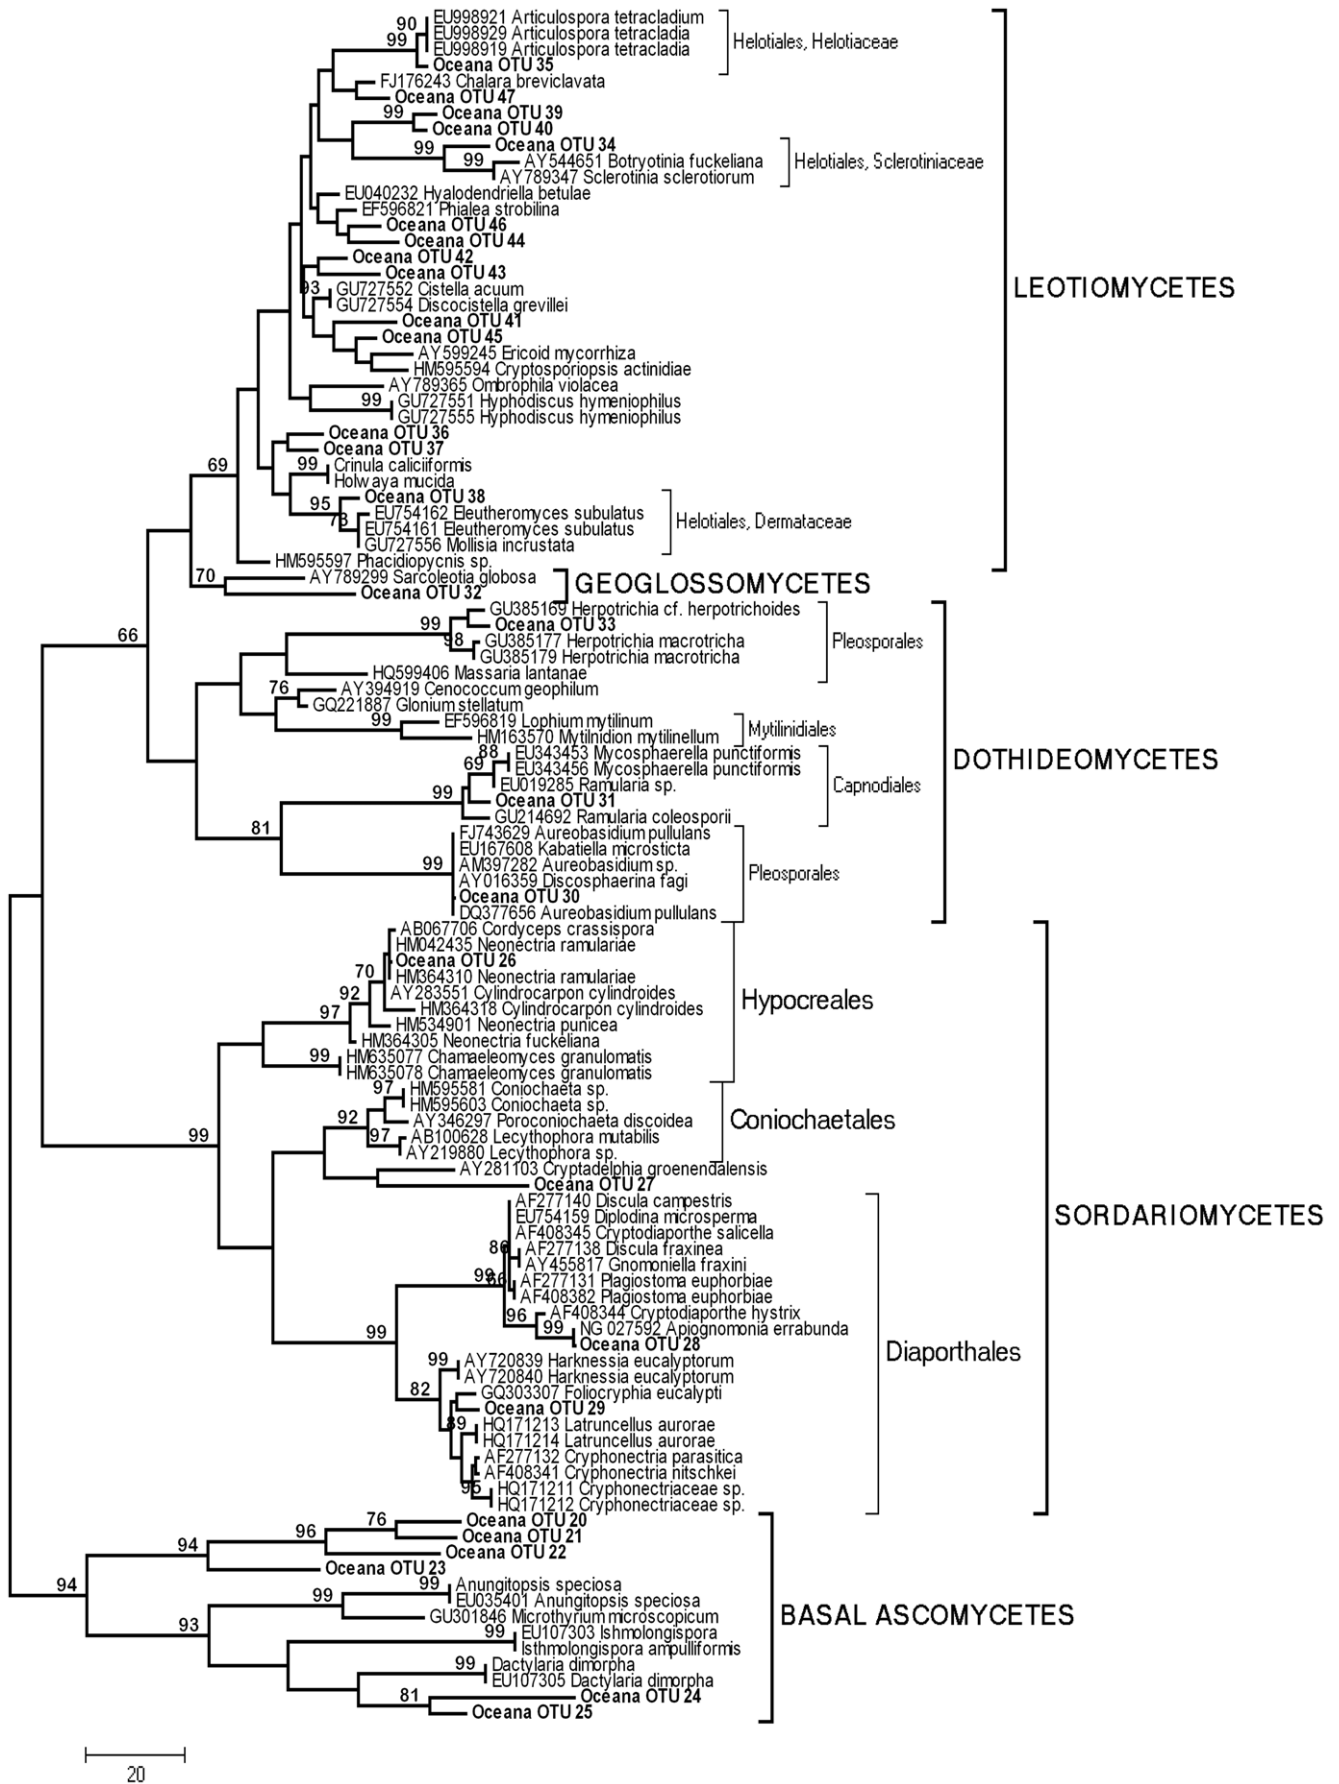 90
EU998921 Articulospora tetracladium
EU998929 Articulospora tetracladia
99
EU998919 Articulospora tetracladia
Oceana OTU 35
Helotiales, Helotiaceae
FJ176243 Chalara breviclavata
Oceana OTU 47
99
Oceana OTU 39
Oceana OTU 40
99
Oceana OTU 34
99
AY544651 Botryotinia fuckeliana
AY789347 Sclerotinia sclerotiorum
Helotiales, Sclerotiniaceae
EU040232 Hyalodendriella betulae
EF596821 Phialea strobilina
Oceana OTU 46
Oceana OTU 44
Oceana OTU 42
Oceana OTU 43
93
GU727552 Cistella acuum
GU727554 Discocistella grevillei
LEOTIOMYCETES
Oceana OTU 41
Oceana OTU 45
AY599245 Ericoid mycorrhiza
HM595594 Cryptosporiopsis actinidiae
AY789365 Ombrophila violacea
99
GU727551 Hyphodiscus hymeniophilus
GU727555 Hyphodiscus hymeniophilus
Oceana OTU 36
Oceana OTU 37
69
99
Crinula caliciiformis
Holwaya mucida
95
Oceana OTU 38
73
EU754162 Eleutheromyces subulatus
EU754161 Eleutheromyces subulatus
GU727556 Mollisia incrustata
Helotiales, Dermataceae
HM595597 Phacidiopycnis sp.
70
AY789299 Sarcoleotia globosa
Oceana OTU 32
GEOGLOSSOMYCETES
66
GU385169 Herpotrichia cf. herpotrichoides
99
Oceana OTU 33
98
GU385177 Herpotrichia macrotricha
GU385179 Herpotrichia macrotricha
Pleosporales
HQ599406 Massaria lantanae
76
AY394919 Cenococcum geophilum
GQ221887 Glonium stellatum
99
EF596819 Lophium mytilinum
HM163570 Mytilnidion mytilinellum
Mytilinidiales
88
EU343453 Mycosphaerella punctiformis
69
EU343456 Mycosphaerella punctiformis
EU019285 Ramularia sp.
99
Oceana OTU 31
GU214692 Ramularia coleosporii
Capnodiales
DOTHIDEOMYCETES
81
FJ743629 Aureobasidium pullulans
EU167608 Kabatiella microsticta
99
AM397282 Aureobasidium sp.
AY016359 Discosphaerina fagi
Oceana OTU 30
DQ377656 Aureobasidium pullulans
Pleosporales
AB067706 Cordyceps crassispora
HM042435 Neonectria ramulariae
Oceana OTU 26
70
HM364310 Neonectria ramulariae
92
AY283551 Cylindrocarpon cylindroides
97
HM364318 Cylindrocarpon cylindroides
HM534901 Neonectria punicea
HM364305 Neonectria fuckeliana
99
HM635077 Chamaeleomyces granulomatis
HM635078 Chamaeleomyces granulomatis
Hypocreales
97
HM595581 Coniochaeta sp.
HM595603 Coniochaeta sp.
92
AY346297 Poroconiochaeta discoidea
97
AB100628 Lecythophora mutabilis
AY219880 Lecythophora sp.
Coniochaetales
99
AY281103 Cryptadelphia groenendalensis
Oceana OTU 27
AF277140 Discula campestris
EU754159 Diplodina microsperma
AF408345 Cryptodiaporthe salicella
86
AF277138 Discula fraxinea
AY455817 Gnomoniella fraxini
99
66
AF277131 Plagiostoma euphorbiae
AF408382 Plagiostoma euphorbiae
96
AF408344 Cryptodiaporthe hystrix
99
NG 027592 Apiognomonia errabunda
Oceana OTU 28
99
99
AY720839 Harknessia eucalyptorum
AY720840 Harknessia eucalyptorum
82
GQ303307 Foliocryphia eucalypti
Oceana OTU 29
89
HQ171213 Latruncellus aurorae
HQ171214 Latruncellus aurorae
AF277132 Cryphonectria parasitica
AF408341 Cryphonectria nitschkei
95
HQ171211 Cryphonectriaceae sp.
HQ171212 Cryphonectriaceae sp.
Diaporthales
SORDARIOMYCETES
76
Oceana OTU 20
96
Oceana OTU 21
94
Oceana OTU 22
Oceana OTU 23
94
99
Anungitopsis speciosa
99
EU035401 Anungitopsis speciosa
GU301846 Microthyrium microscopicum
93
99
EU107303 Ishmolongispora
Isthmolongispora ampulliformis
99
Dactylaria dimorpha
EU107305 Dactylaria dimorpha
81
Oceana OTU 24
Oceana OTU 25
BASAL ASCOMYCETES
20